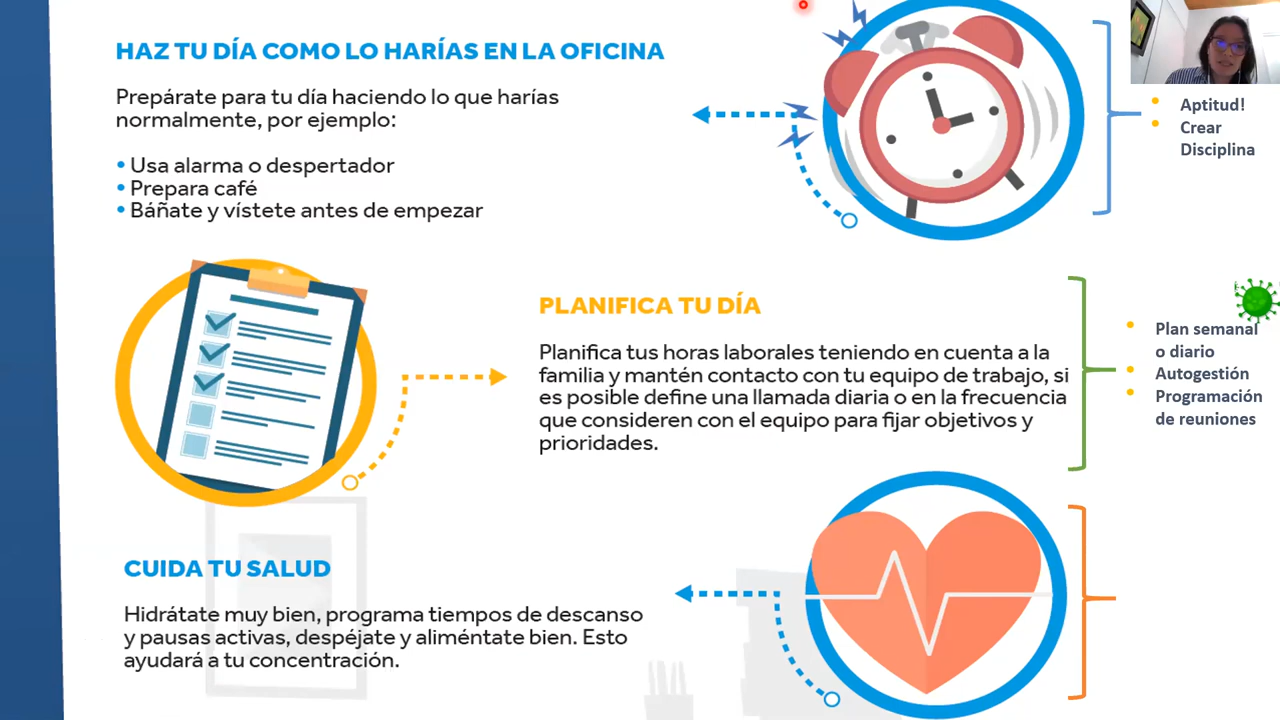 HAZ TU DÍA COMO LO HARÍAS EN LA OFICINA
Prepárate para tu día haciendo lo que harías
normalmente, por ejemplo:
• Usa alarma o despertador
• Prepara café
• Báñate y vístete antes de empezar
• Aptitud!
• Crear
Disciplina
PLANIFICA TU DÍA
Planifica tus horas laborales teniendo en cuenta a la
familia y mantén contacto con tu equipo de trabajo, si
es posible define una llamada diaria o en la frecuencia
que consideren con el equipo para fijar objetivos y
prioridades.
• Plan semanal
o diario
• Autogestión
• Programación
de reuniones
CUIDA TU SALUD
Hidrátate muy bien, programa tiempos de descanso
y pausas activas, despéjate y aliméntate bien. Esto
ayudará a tu concentración.